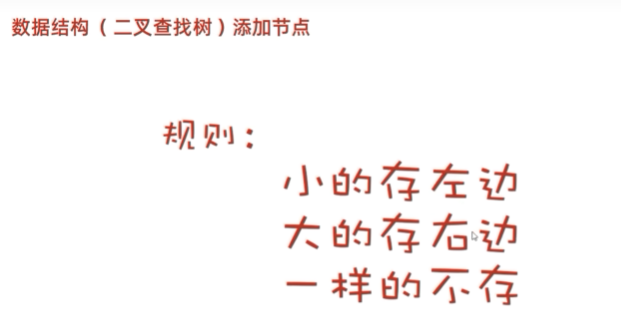 数据结构（二叉查找树）添加节点
规则：
小的存左边
大的存右边
一样的不存